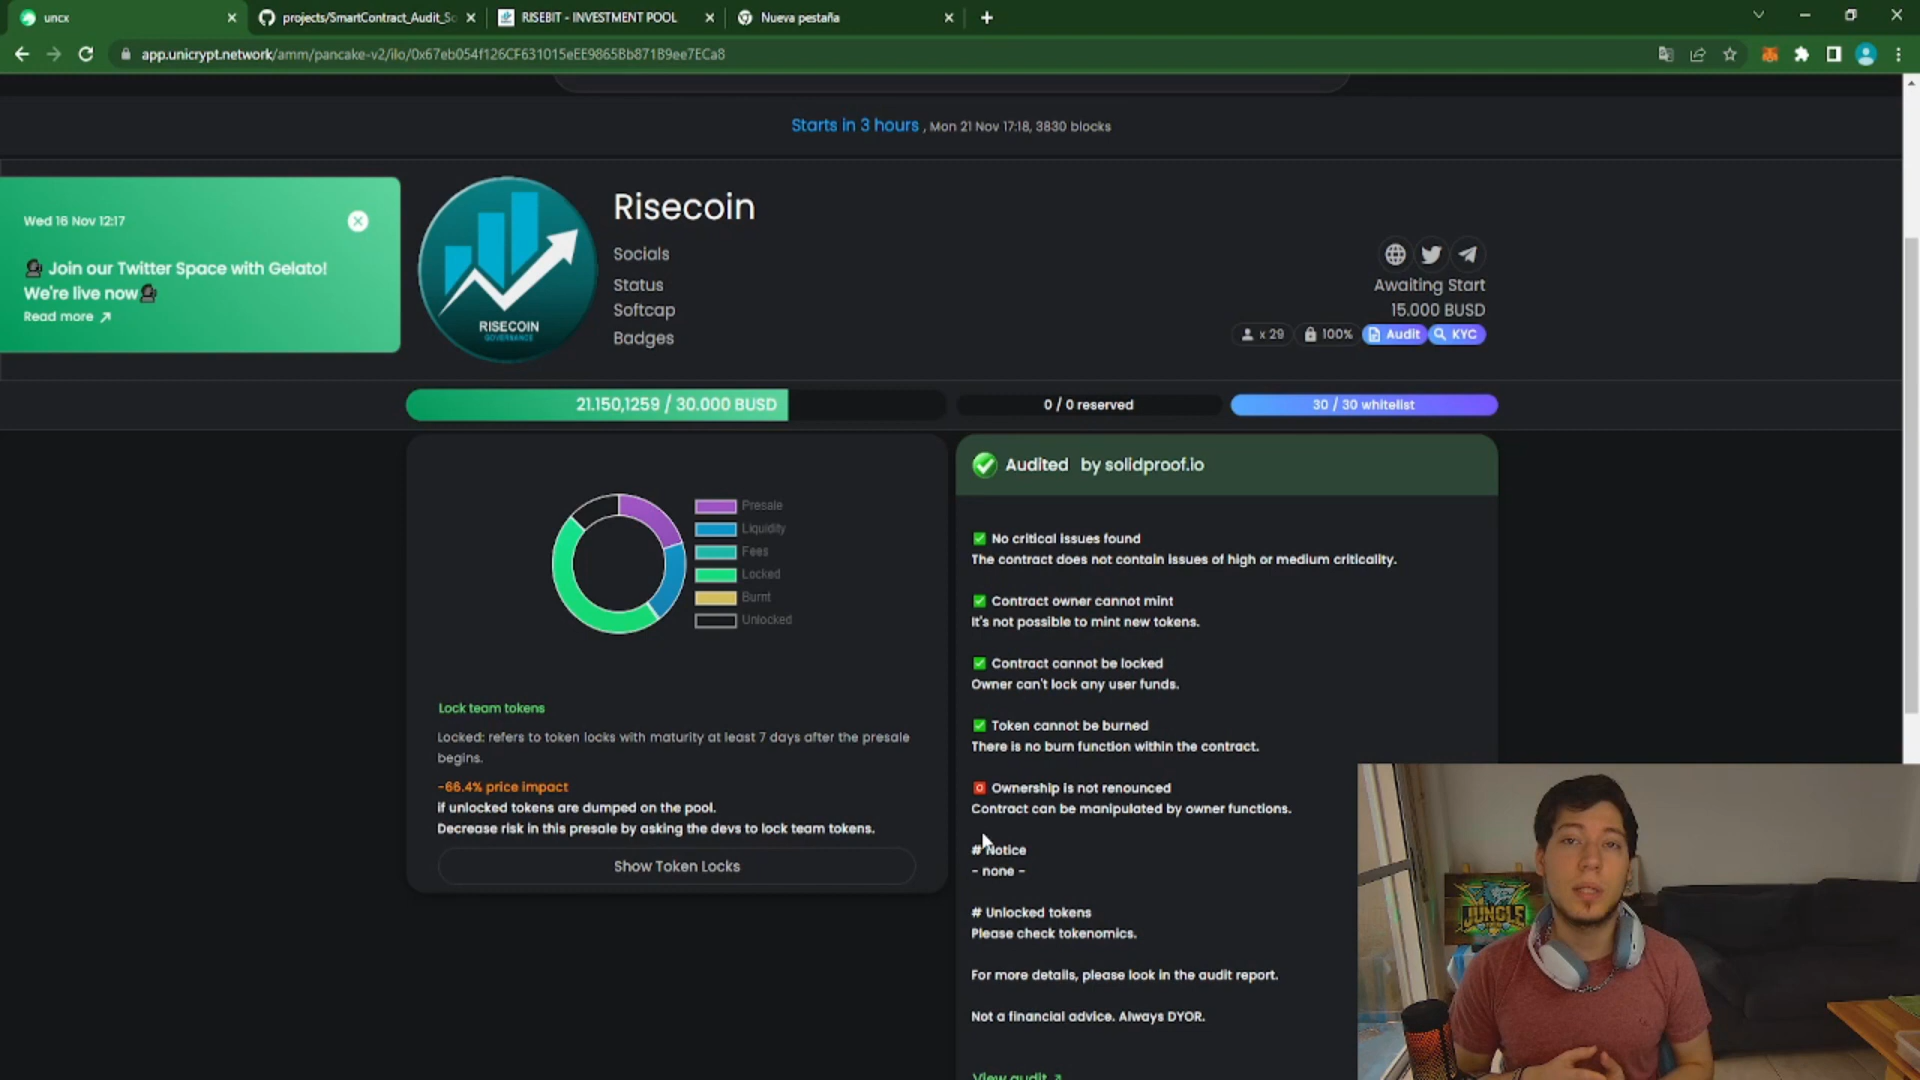 uncx
projects/SmartContract_Audit_So
RISEBIT - INVESTMENT POOL
Nueva pestaña
app.unicrypt.network/amm/pancake-v2/ilo/0x67eb054f126CF631015eEE9865Bb871B9ee7ECa8
Starts in 3 hours , Mon 21 Nov 17:18, 3830 blocks
Wed 16 Nov 12:17
Join our Twitter Space with Gelato!
We're live now
Read more
RISECOIN
GOVERNANCE
Risecoin
Socials
Status
Awaiting Start
Softcap
15.000 BUSD
Badges
x 29
100%
Audit
KYC
21.150,1259 / 30.000 BUSD
0 / 0 reserved
30 / 30 whitelist
Presale
Liquidity
Fees
Locked
Burnt
Unlocked
Lock team tokens
Locked: refers to token locks with maturity at least 7 days after the presale
begins.
-66.4% price impact
if unlocked tokens are dumped on the pool.
Decrease risk in this presale by asking the devs to lock team tokens.
Show Token Locks
Audited by solidproof.io
No critical issues found
The contract does not contain issues of high or medium criticality.
Contract owner cannot mint
It's not possible to mint new tokens.
Contract cannot be locked
Owner can't lock any user funds.
Token cannot be burned
There is no burn function within the contract.
Ownership is not renounced
Contract can be manipulated by owner functions.
# Notice
- none -
# Unlocked tokens
Please check tokenomics.
For more details, please look in the audit report.
Not a financial advice. Always DYOR.
View audit
JUNGLE